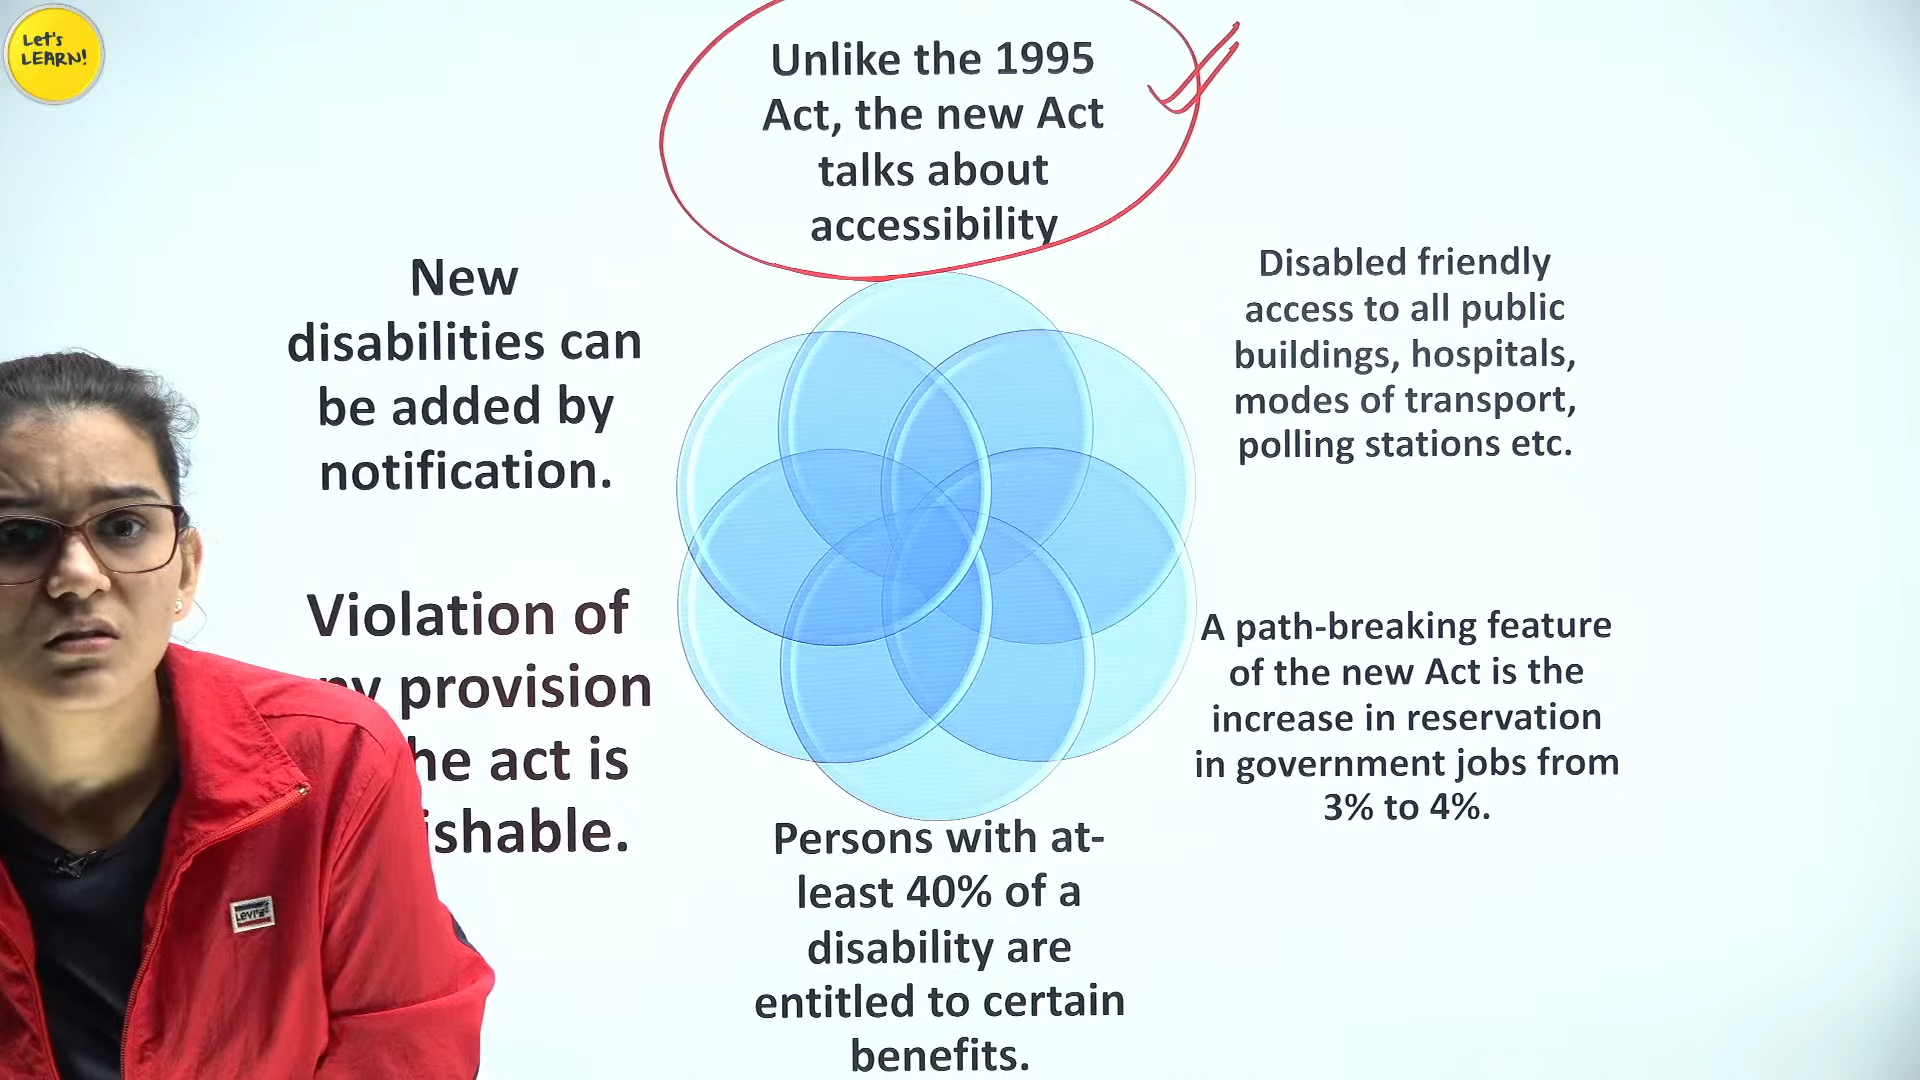 Let's
LEARN!
Unlike the 1995
Act, the new Act
talks about
accessibility
Disabled friendly
access to all public
buildings, hospitals,
modes of transport,
polling stations etc.
A path-breaking feature
of the new Act is the
increase in reservation
in government jobs from
3% to 4%.
Persons with at-
least 40% of a
disability are
entitled to certain
benefits.
Violation of
provision
act is
New
disabilities can
be added by
notification.
Levi's